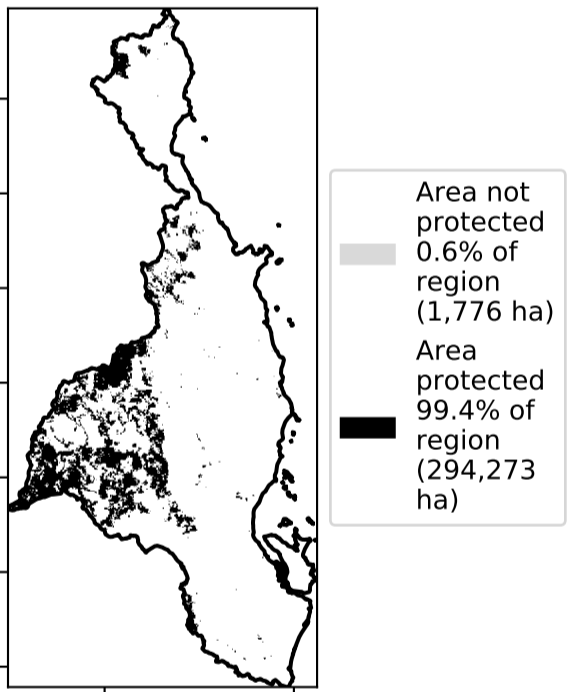 Area not
protected
0.6% of
region
(1,776 ha)
Area
protected
99.4% of
region
(294,273
ha)